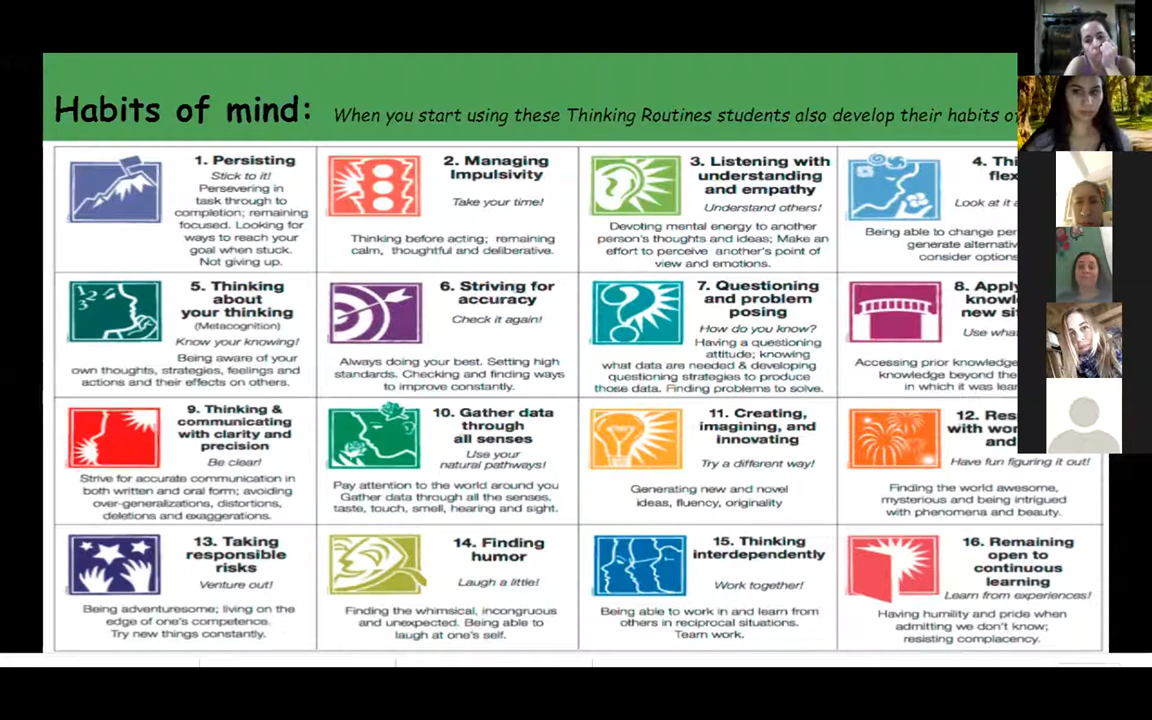 Habits of mind: When you start using these Thinking Routines students also develop their habits
1. Persisting
Stick to it!
Persevering in
task through to
completion; remaining
focused. Looking for
ways to reach your
goal when stuck.
Not giving up.
2. Managing
Impulsivity
Take your time!
Thinking before acting; remaining
calm, thoughtful and deliberative.
3. Listening with
understanding
and empathy
Understand others!
Devoting mental energy to another
person's thoughts and ideas; Make an
effort to perceive another's point of
view and emotions.
4.
Look at it
Being able to change
generate
consider
5. Thinking
about
your thinking
(Metacognition)
Know your knowing!
Being aware of your
own thoughts, strategies, feelings and
actions and their effects on others.
6. Striving for
accuracy
Check it again!
Always doing your best. Setting high
standards. Checking and finding ways
to improve constantly.
7. Questioning
and problem
posing
How do you know?
Having a questioning
attitude; knowing
what data are needed & developing
questioning strategies to produce
those data. Finding problems to solve.
8.
Use
Accessing prior knowledge
knowledge beyond the
in which it was
9. Thinking &
communicating
with clarity and
precision
Be clear!
Strive for accurate communication in
both written and oral form; avoiding
over-generalizations, distortions,
deletions and exaggerations.
10. Gather data
through
all senses
Use your
natural pathways!
Pay attention to the world around you
Gather data through all the senses.
taste, touch, smell, hearing and sight.
11. Creating,
imagining, and
innovating
Try a different way!
Generating new and novel
ideas, fluency, originality
12.
with
and
Have fun figuring it out!
Finding the world awesome,
mysterious and being intrigued
with phenomena and beauty.
13. Taking
responsible
risks
Venture out!
Being adventuresome; living on the
edge of one's competence.
Try new things constantly.
14. Finding
humor
Laugh a little!
Finding the whimsical, incongruous
and unexpected. Being able to
laugh at one's self.
15. Thinking
interdependently
Work together!
Being able to work in and learn from
others in reciprocal situations.
Team work.
16. Remaining
open to
continuous
learning
Learn from experiences!
Having humility and pride when
admitting we don't know;
resisting complacency.